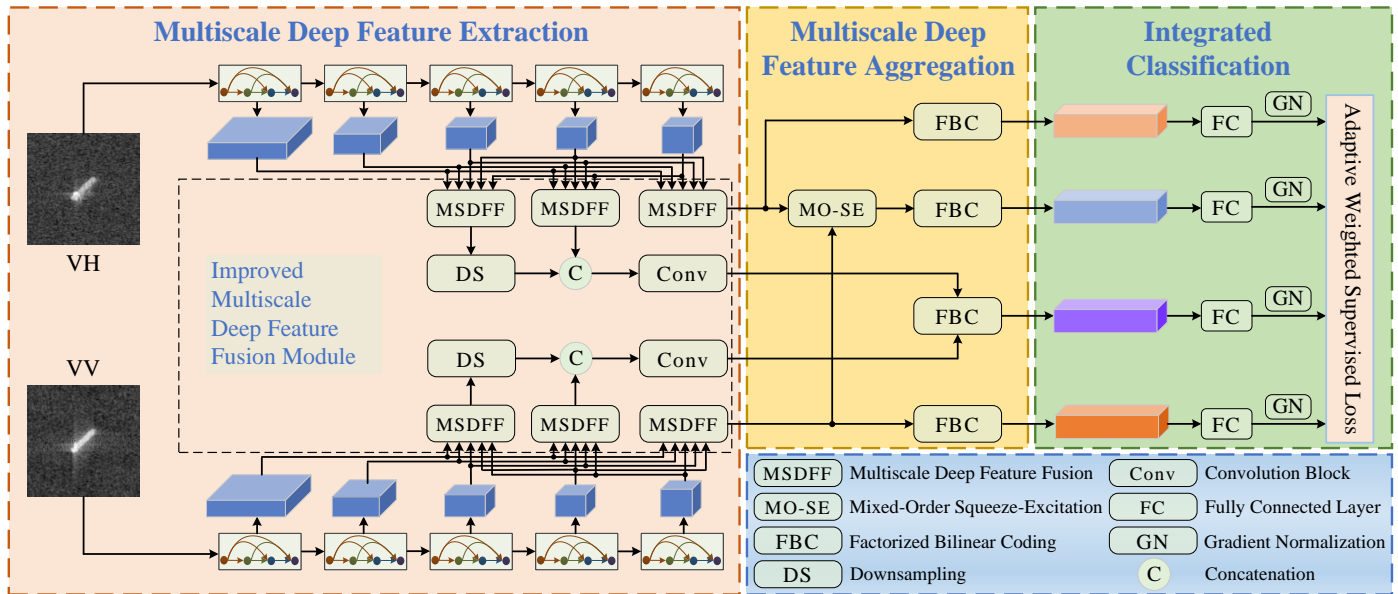 Multiscale Deep Feature Extraction
VH
VV
Improved
Multiscale
Deep Feature
Fusion Module
MSDFF
MSDFF
MSDFF
DS
C
Conv
DS
C
Conv
MSDFF
MSDFF
MSDFF
Multiscale Deep
Feature Aggregation
FBC
MO-SE
FBC
FBC
FBC
Integrated
Classification
FC
GN
FC
GN
FC
GN
FC
GN
Adaptive Weighted Supervised Loss
MSDFF Multiscale Deep Feature Fusion
Conv Convolution Block
MO-SE Mixed-Order Squeeze-Excitation
FC Fully Connected Layer
FBC Factorized Bilinear Coding
GN Gradient Normalization
DS Downsampling
C Concatenation